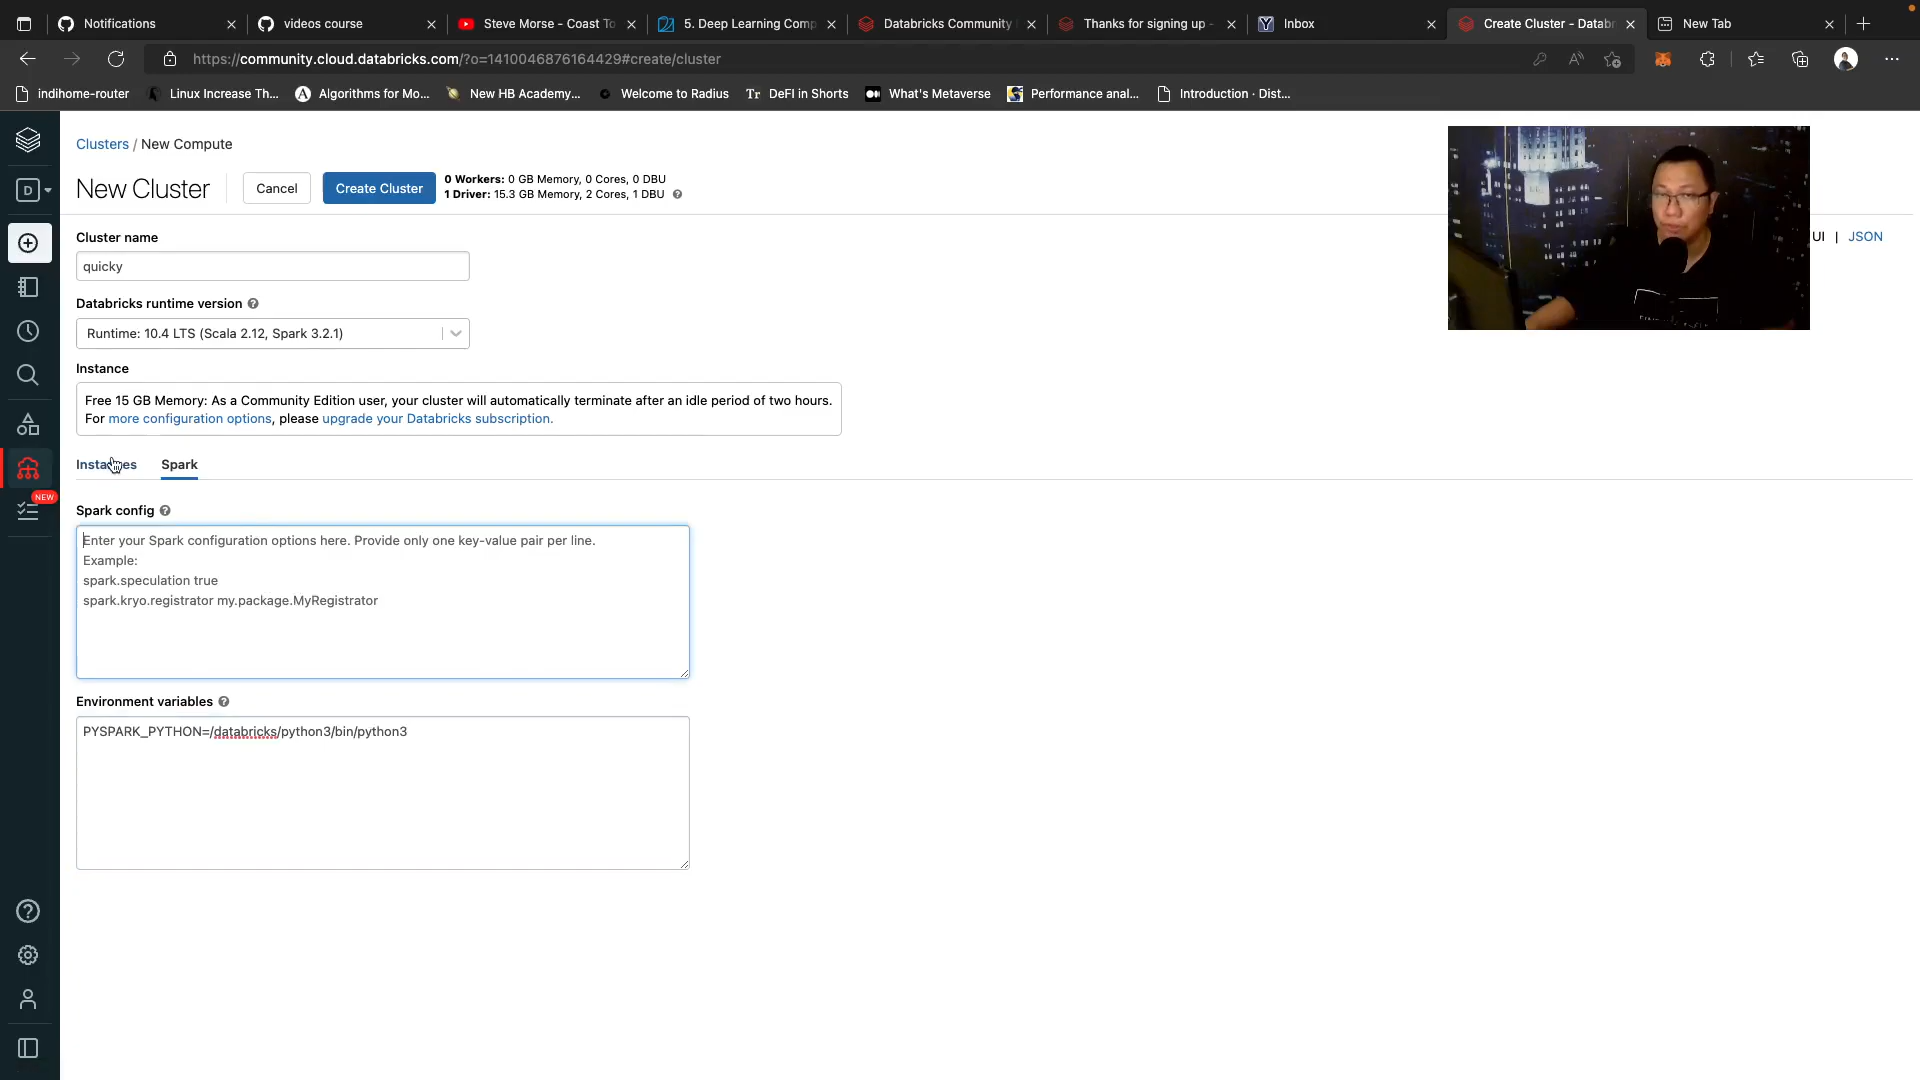 Notifications
videos course
Steve Morse - Coast To
5. Deep Learning Comp
Databricks Community
Thanks for signing up -
Inbox
Create Cluster - Databr
New Tab
https://community.cloud.databricks.com/?o=1410046876164429#create/cluster
indihome-router
Linux Increase Th...
Algorithms for Mo...
New HB Academy...
Welcome to Radius
Tr DeFI in Shorts
What's Metaverse
Performance anal...
Introduction · Dist...
Clusters / New Compute
New Cluster
Cancel
Create Cluster
0 Workers: 0 GB Memory, 0 Cores, 0 DBU
1 Driver: 15.3 GB Memory, 2 Cores, 1 DBU
D
UI | JSON
Cluster name
quicky
Databricks runtime version
Runtime: 10.4 LTS (Scala 2.12, Spark 3.2.1)
Instance
Free 15 GB Memory: As a Community Edition user, your cluster will automatically terminate after an idle period of two hours.
For more configuration options, please upgrade your Databricks subscription.
Instances
Spark
NEW
Spark config
Enter your Spark configuration options here. Provide only one key-value pair per line.
Example:
spark.speculation true
spark.kryo.registrator my.package.MyRegistrator
Environment variables
PYSPARK_PYTHON=/databricks/python3/bin/python3